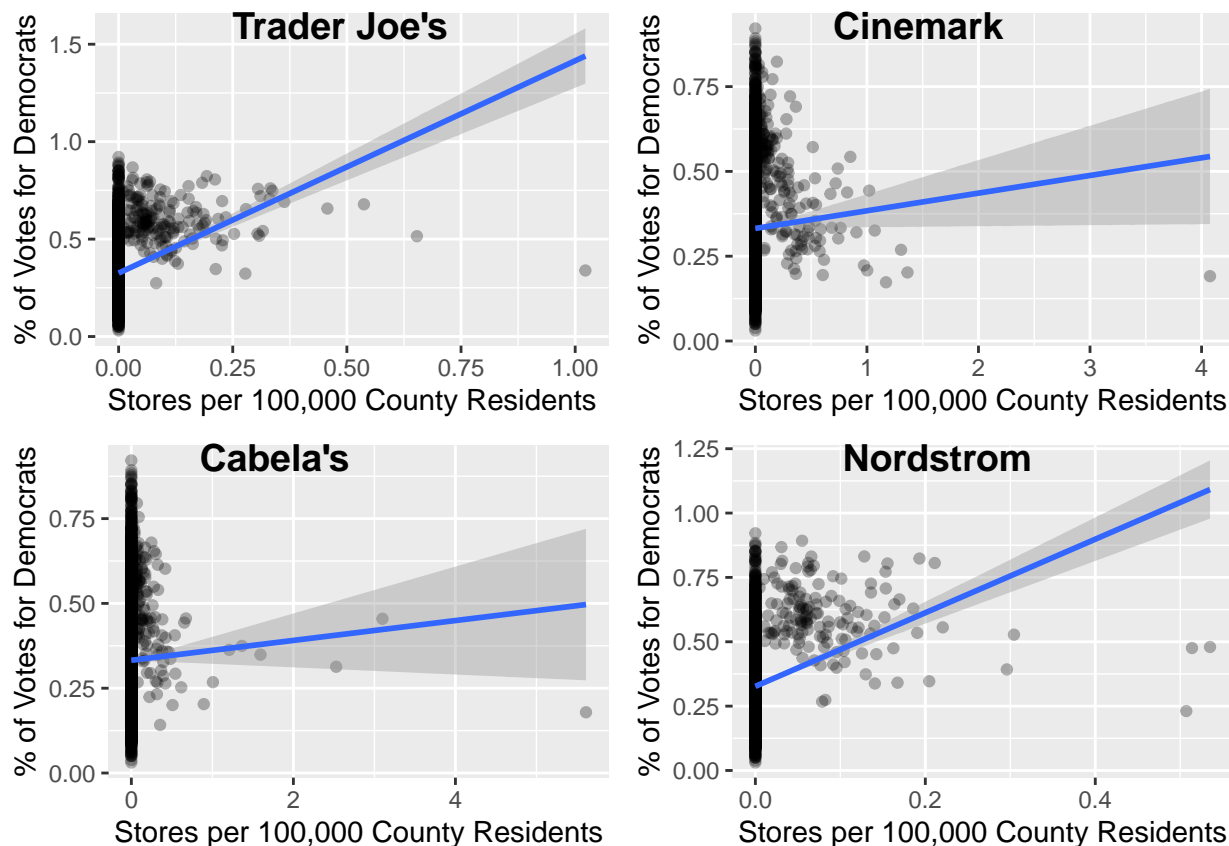 Trader Joe's
% of Votes for Democrats
1.5
1.0
0.5
0.0
0.00 0.25 0.50 0.75 1.00
Stores per 100,000 County Residents
Cinemark
% of Votes for Democrats
0.75
0.50
0.25
0.00
0 1 2 3 4
Stores per 100,000 County Residents
Cabela's
% of Votes for Democrats
0.75
0.50
0.25
0.00
0 2 4
Stores per 100,000 County Residents
Nordstrom
% of Votes for Democrats
1.25
1.00
0.75
0.50
0.25
0.00
0.0 0.2 0.4
Stores per 100,000 County Residents